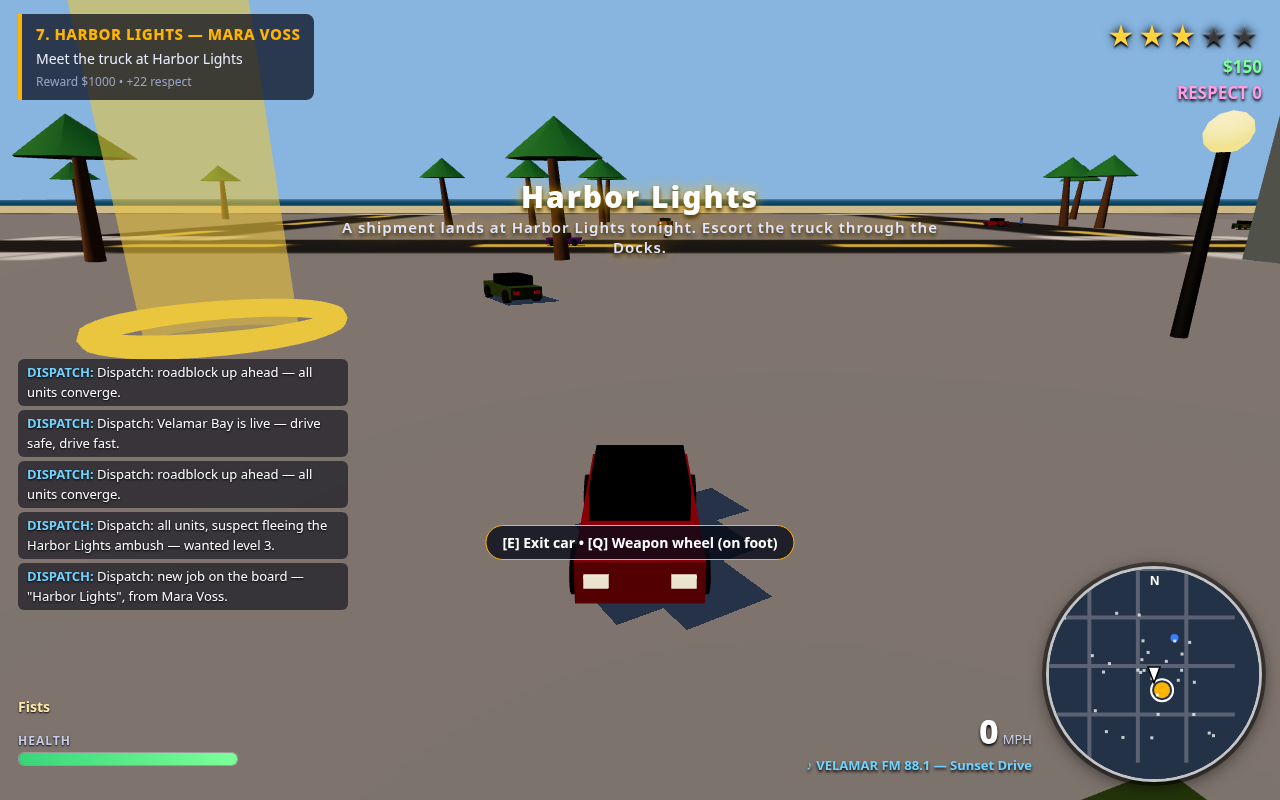 7. HARBOR LIGHTS — MARA VOSS
Meet the truck at Harbor Lights
Reward $1000 • +22 respect
★★★★★
$150
RESPECT 0
Harbor Lights
A shipment lands at Harbor Lights tonight. Escort the truck through the
Docks.
DISPATCH: Dispatch: roadblock up ahead — all
units converge.
DISPATCH: Dispatch: Velamar Bay is live — drive
safe, drive fast.
DISPATCH: Dispatch: roadblock up ahead — all
units converge.
DISPATCH: Dispatch: all units, suspect fleeing the
Harbor Lights ambush — wanted level 3.
DISPATCH: Dispatch: new job on the board —
"Harbor Lights", from Mara Voss.
[E] Exit car • [Q] Weapon wheel (on foot)
N
Fists
HEALTH
0 MPH
♪ VELAMAR FM 88.1 — Sunset Drive